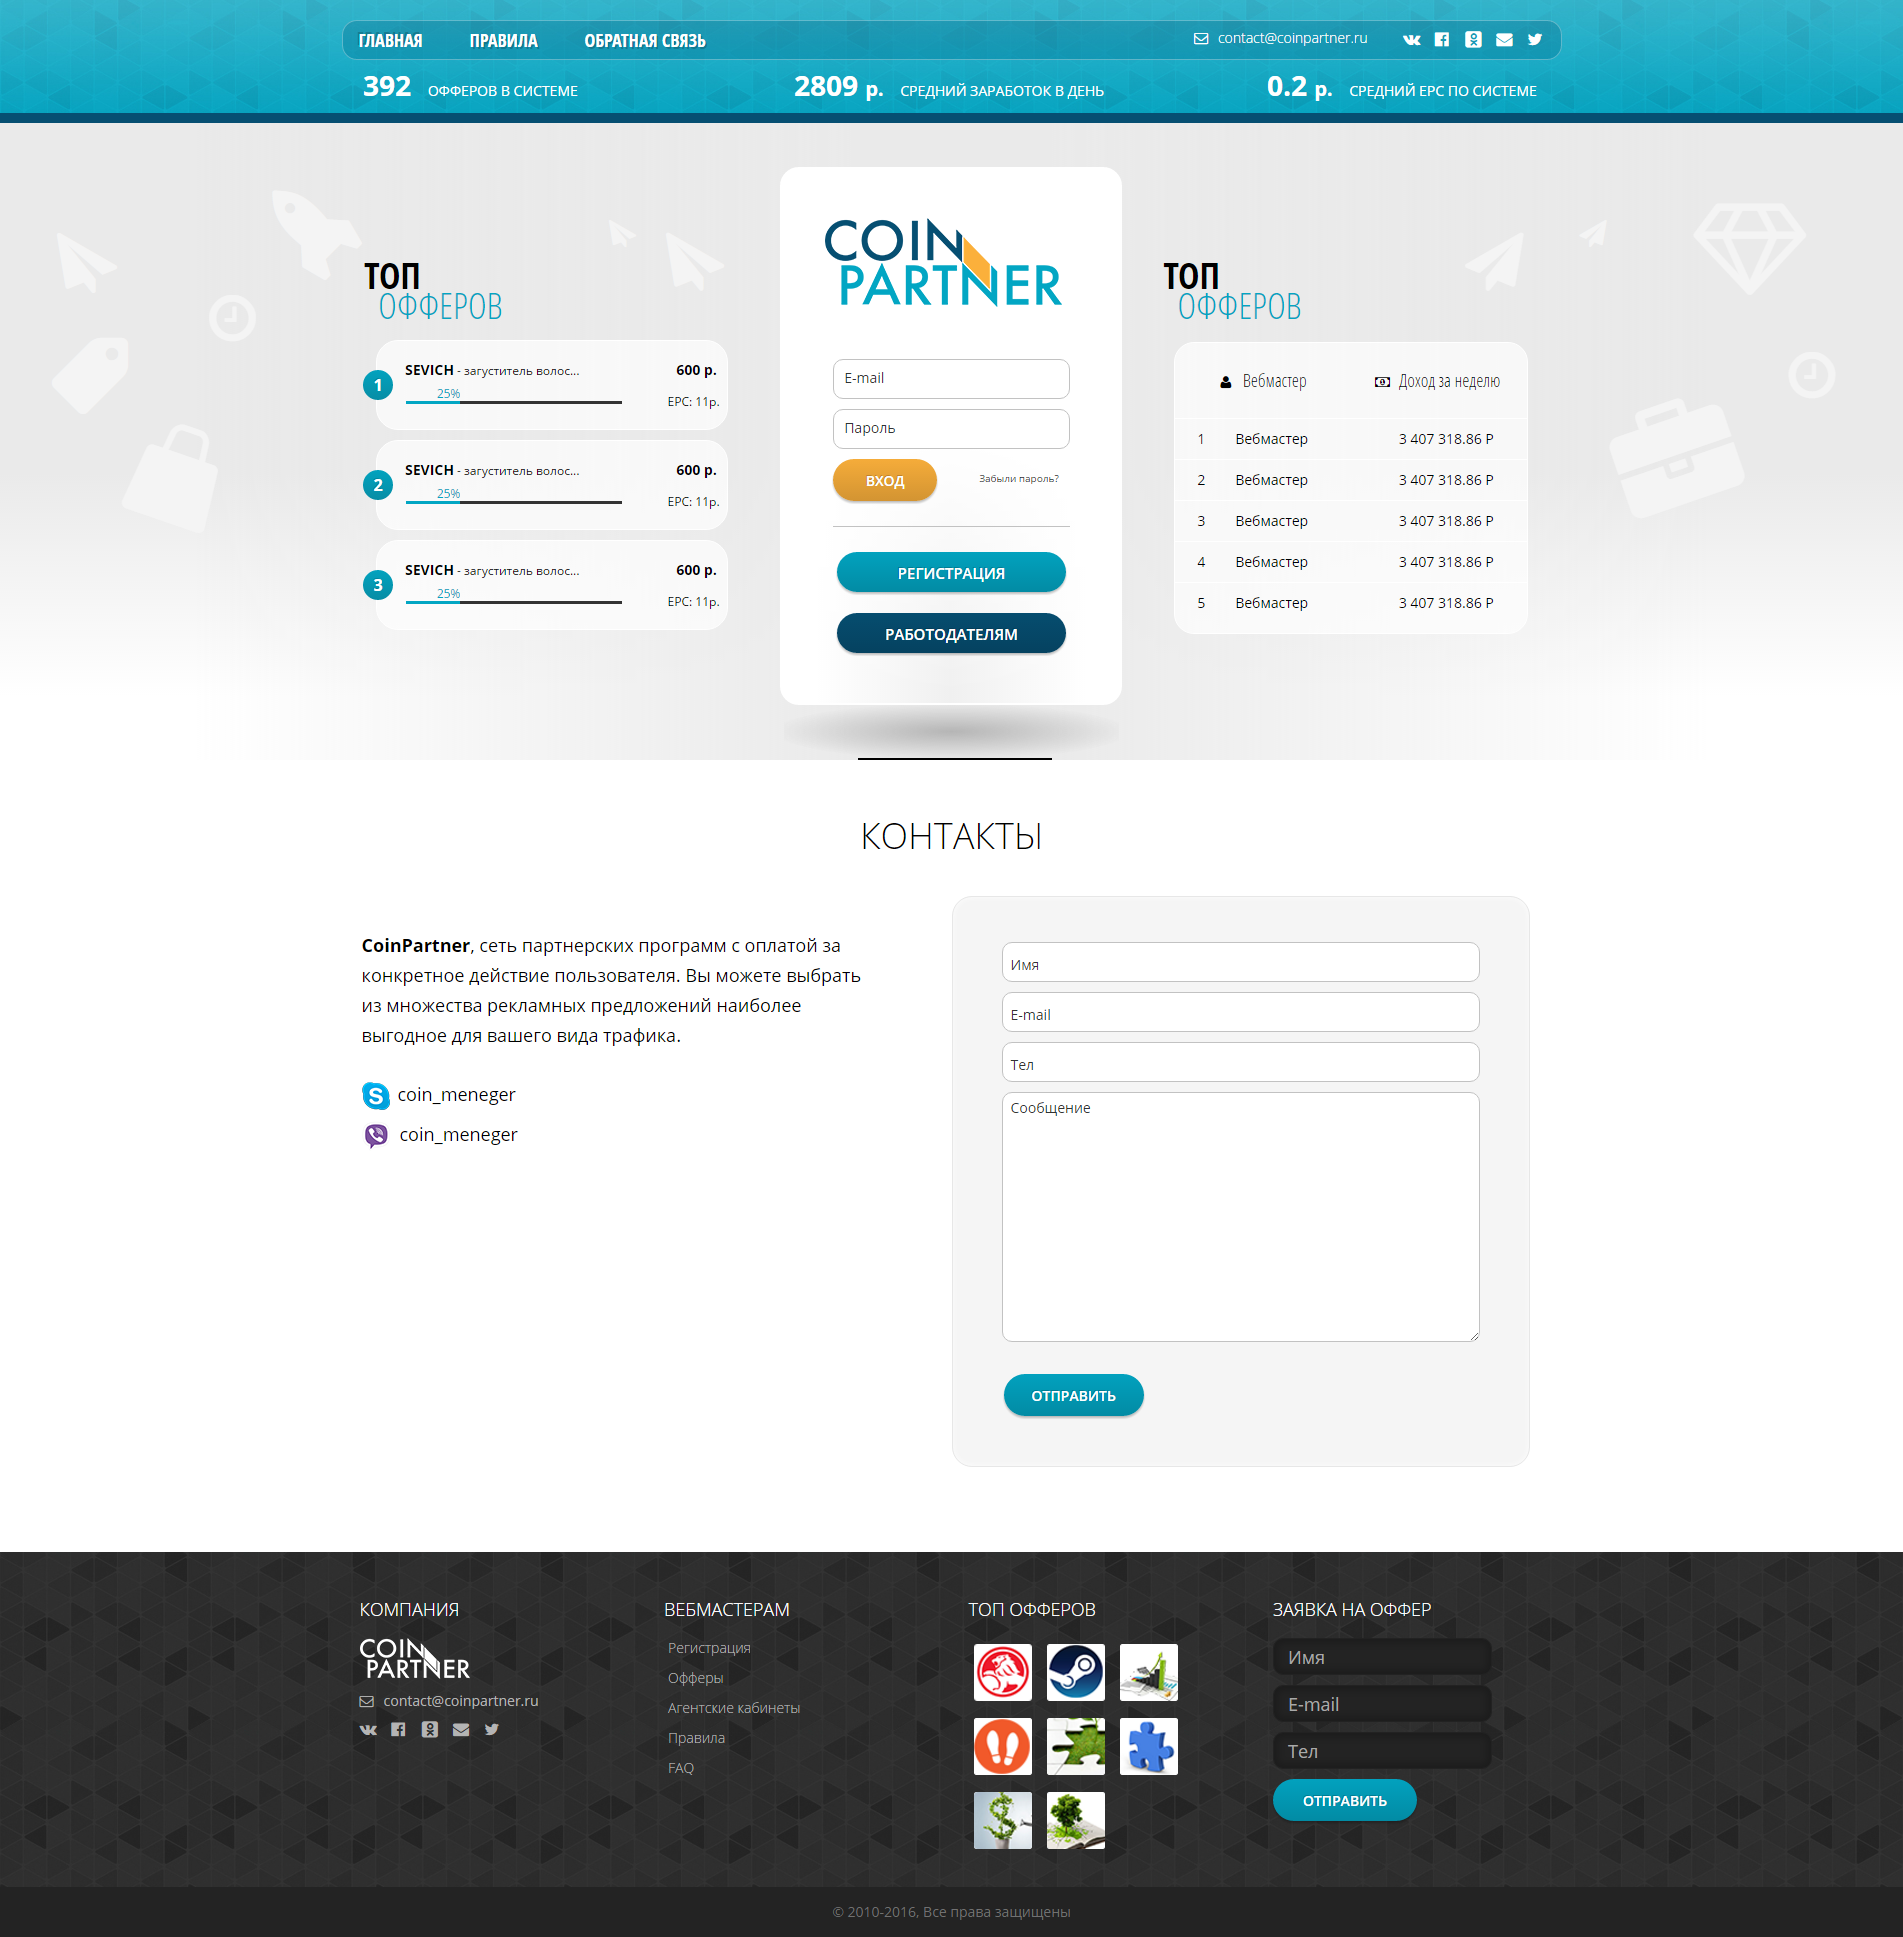 ГЛАВНАЯ ПРАВИЛА ОБРАТНАЯ СВЯЗЬ contact@coinpartner.ru
392 ОФФЕРОВ В СИСТЕМЕ 2809 р. СРЕДНИЙ ЗАРАБОТОК В ДЕНЬ 0.2 р. СРЕДНИЙ EPC ПО СИСТЕМЕ
ТОП
ОФФЕРОВ
1 SEVICH - загуститель волос... 600 р.
25%
EPC: 11р.
2 SEVICH - загуститель волос... 600 р.
25%
EPC: 11р.
3 SEVICH - загуститель волос... 600 р.
25%
EPC: 11р.
COIN
PARTNER
E-mail
Пароль
ВХОД Забыли пароль?
РЕГИСТРАЦИЯ
РАБОТОДАТЕЛЯМ
ТОП
ОФФЕРОВ
Вебмастер Доход за неделю
1 Вебмастер 3 407 318.86 Р
2 Вебмастер 3 407 318.86 Р
3 Вебмастер 3 407 318.86 Р
4 Вебмастер 3 407 318.86 Р
5 Вебмастер 3 407 318.86 Р
КОНТАКТЫ
CoinPartner, сеть партнерских программ с оплатой за
конкретное действие пользователя. Вы можете выбрать
из множества рекламных предложений наиболее
выгодное для вашего вида трафика.
coin_meneger
coin_meneger
Имя
E-mail
Тел
Сообщение
ОТПРАВИТЬ
КОМПАНИЯ
COIN
PARTNER
contact@coinpartner.ru
ВЕБМАСТЕРАМ
Регистрация
Офферы
Агентские кабинеты
Правила
FAQ
ТОП ОФФЕРОВ
ЗАЯВКА НА ОФФЕР
Имя
E-mail
Тел
ОТПРАВИТЬ
© 2010-2016, Все права защищены